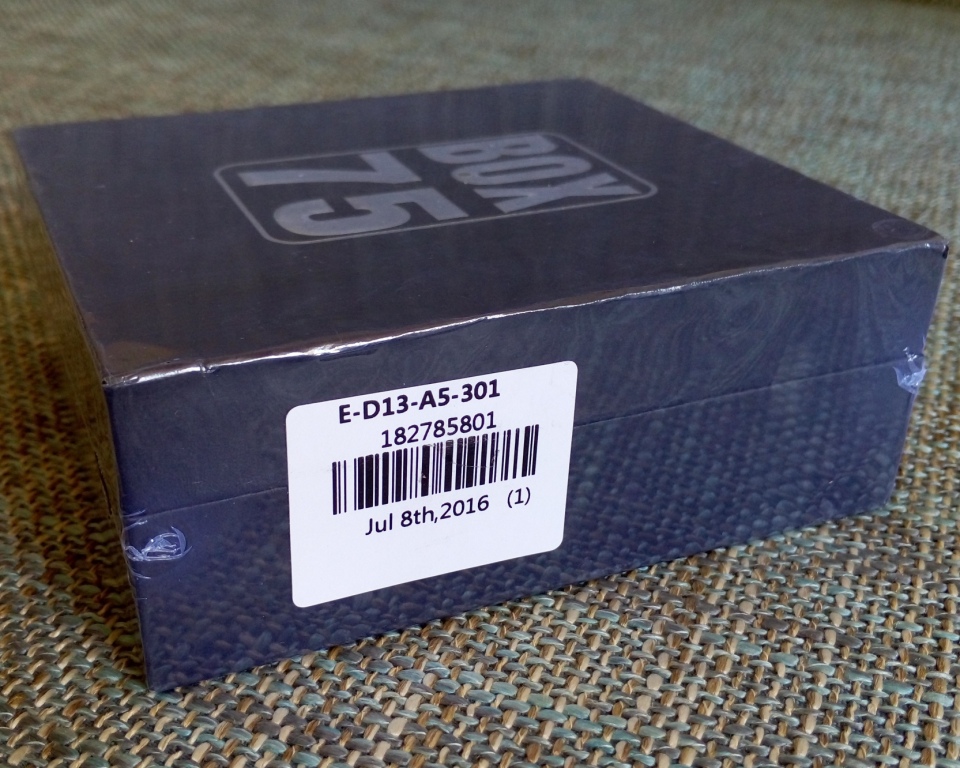 BOX
75
E-D13-A5-301
182785801
Jul 8th,2016 (1)